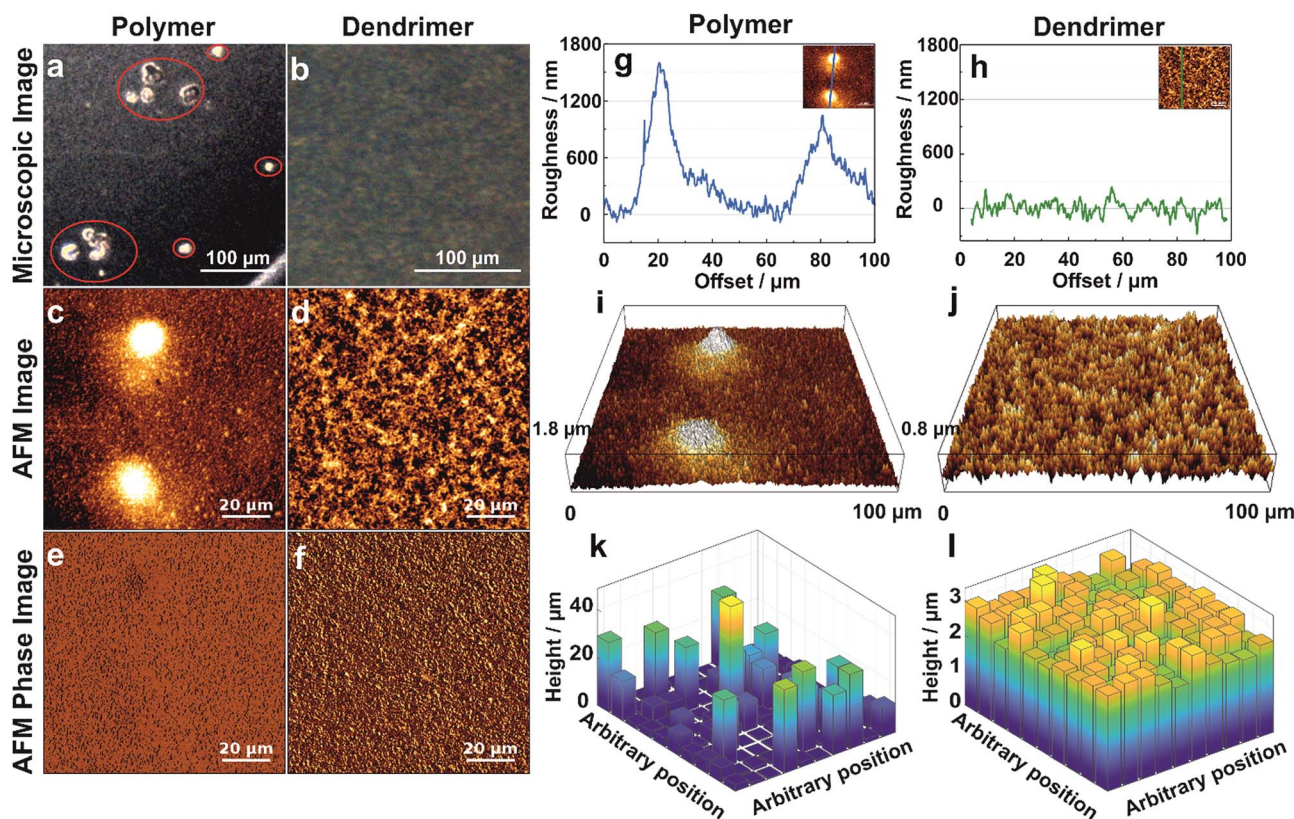 Polymer
Dendrimer
Polymer
Dendrimer
Microscopic Image
a
100 µm
b
100 µm
g
Roughness / nm
1800
1200
600
0
0 20 40 60 80 100
Offset / µm
h
Roughness / nm
1800
1200
600
0
0 20 40 60 80 100
Offset / µm
AFM Image
c
20 µm
d
20 µm
i
1.8 µm
0
100 µm
j
0.8 µm
0
100 µm
AFM Phase Image
e
20 µm
f
20 µm
k
Height / µm
40
20
0
Arbitrary position
Arbitrary position
l
Height / µm
3
2
1
0
Arbitrary position
Arbitrary position